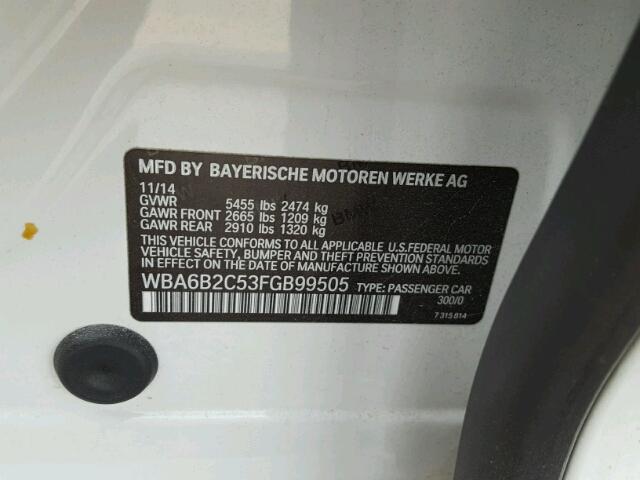 MFD BY BAYERISCHE MOTOREN WERKE AG
11/14
GVWR 5455 lbs 2474 kg
GAWR FRONT 2665 lbs 1209 kg
GAWR REAR 2910 lbs 1320 kg
THIS VEHICLE CONFORMS TO ALL APPLICABLE U.S.FEDERAL MOTOR
VEHICLE SAFETY, BUMPER, AND THEFT PREVENTION STANDARDS
IN EFFECT ON THE DATE OF MANUFACTURE SHOWN ABOVE.
WBA6B2C53FGB99505 TYPE: PASSENGER CAR
300/0
7 315 814